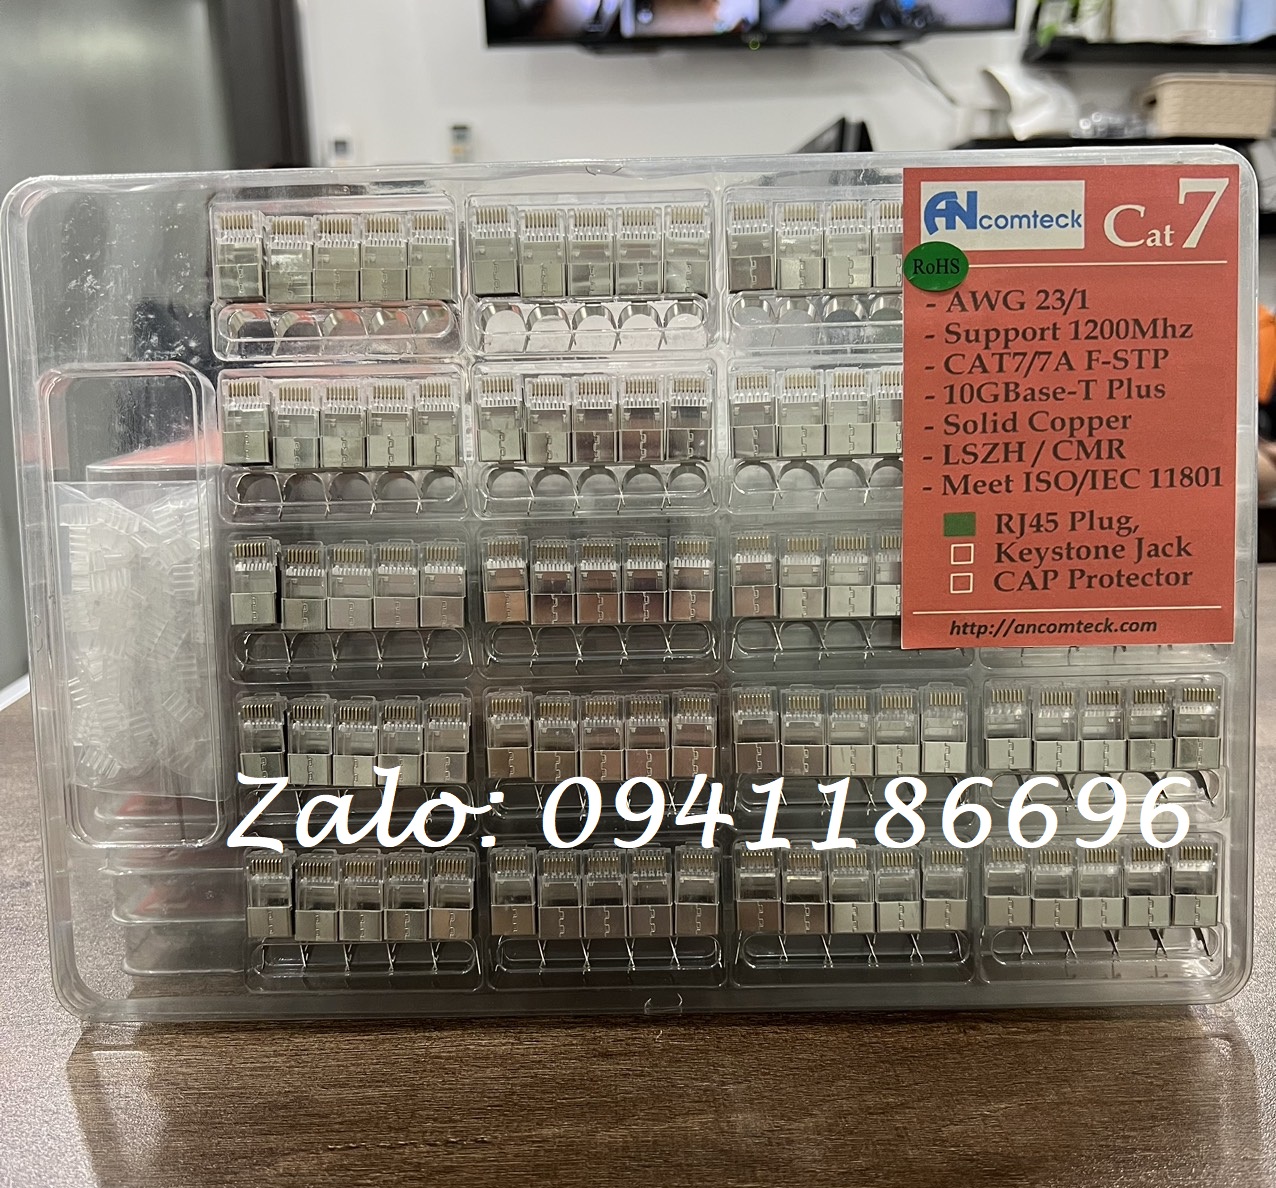 ANcomteck Cat 7
RoHS
- AWG 23/1
- Support 1200Mhz
- CAT7/7A F-STP
- 10GBase-T Plus
- Solid Copper
- LSZH / CMR
- Meet ISO/IEC 11801
RJ45 Plug,
Keystone Jack
CAP Protector
http://ancomteck.com
Zalo: 0941186696